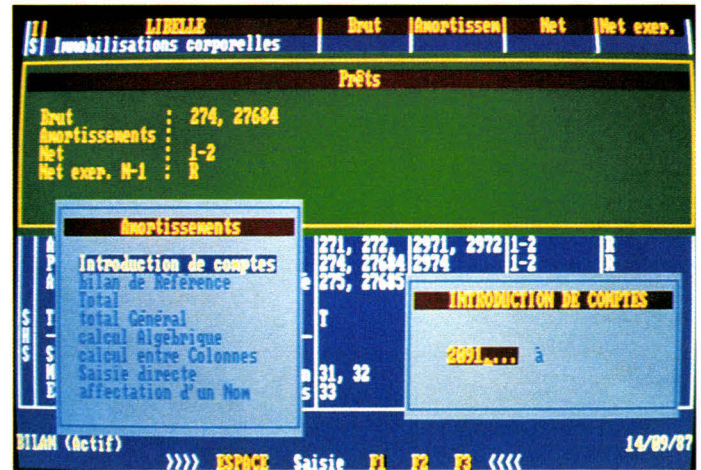 |I| LIBELLE | Brut |Amortissem| Net |Net exer.
|S| Immobilisations corporelles
Prêts
Brut : 274, 27684
Amortissements :
Net : 1-2
Net exer. N-1 : R
Amortissements
Introduction de comptes
bilan de Reference
Total
total Général
calcul Algebrique
calcul entre Colonnes
Saisie directe
affectation d'un Nom
271, 272, |2971, 2972|1-2 |R
274, 27684|2974 |1-2 |R
275, 27685
S T T
H
S S
31, 32
33
INTRODUCTION DE COMPTES
2091.... à
BILAN (Actif) 14/09/87
>>>> ESPACE Saisie F1 F2 F3 <<<<